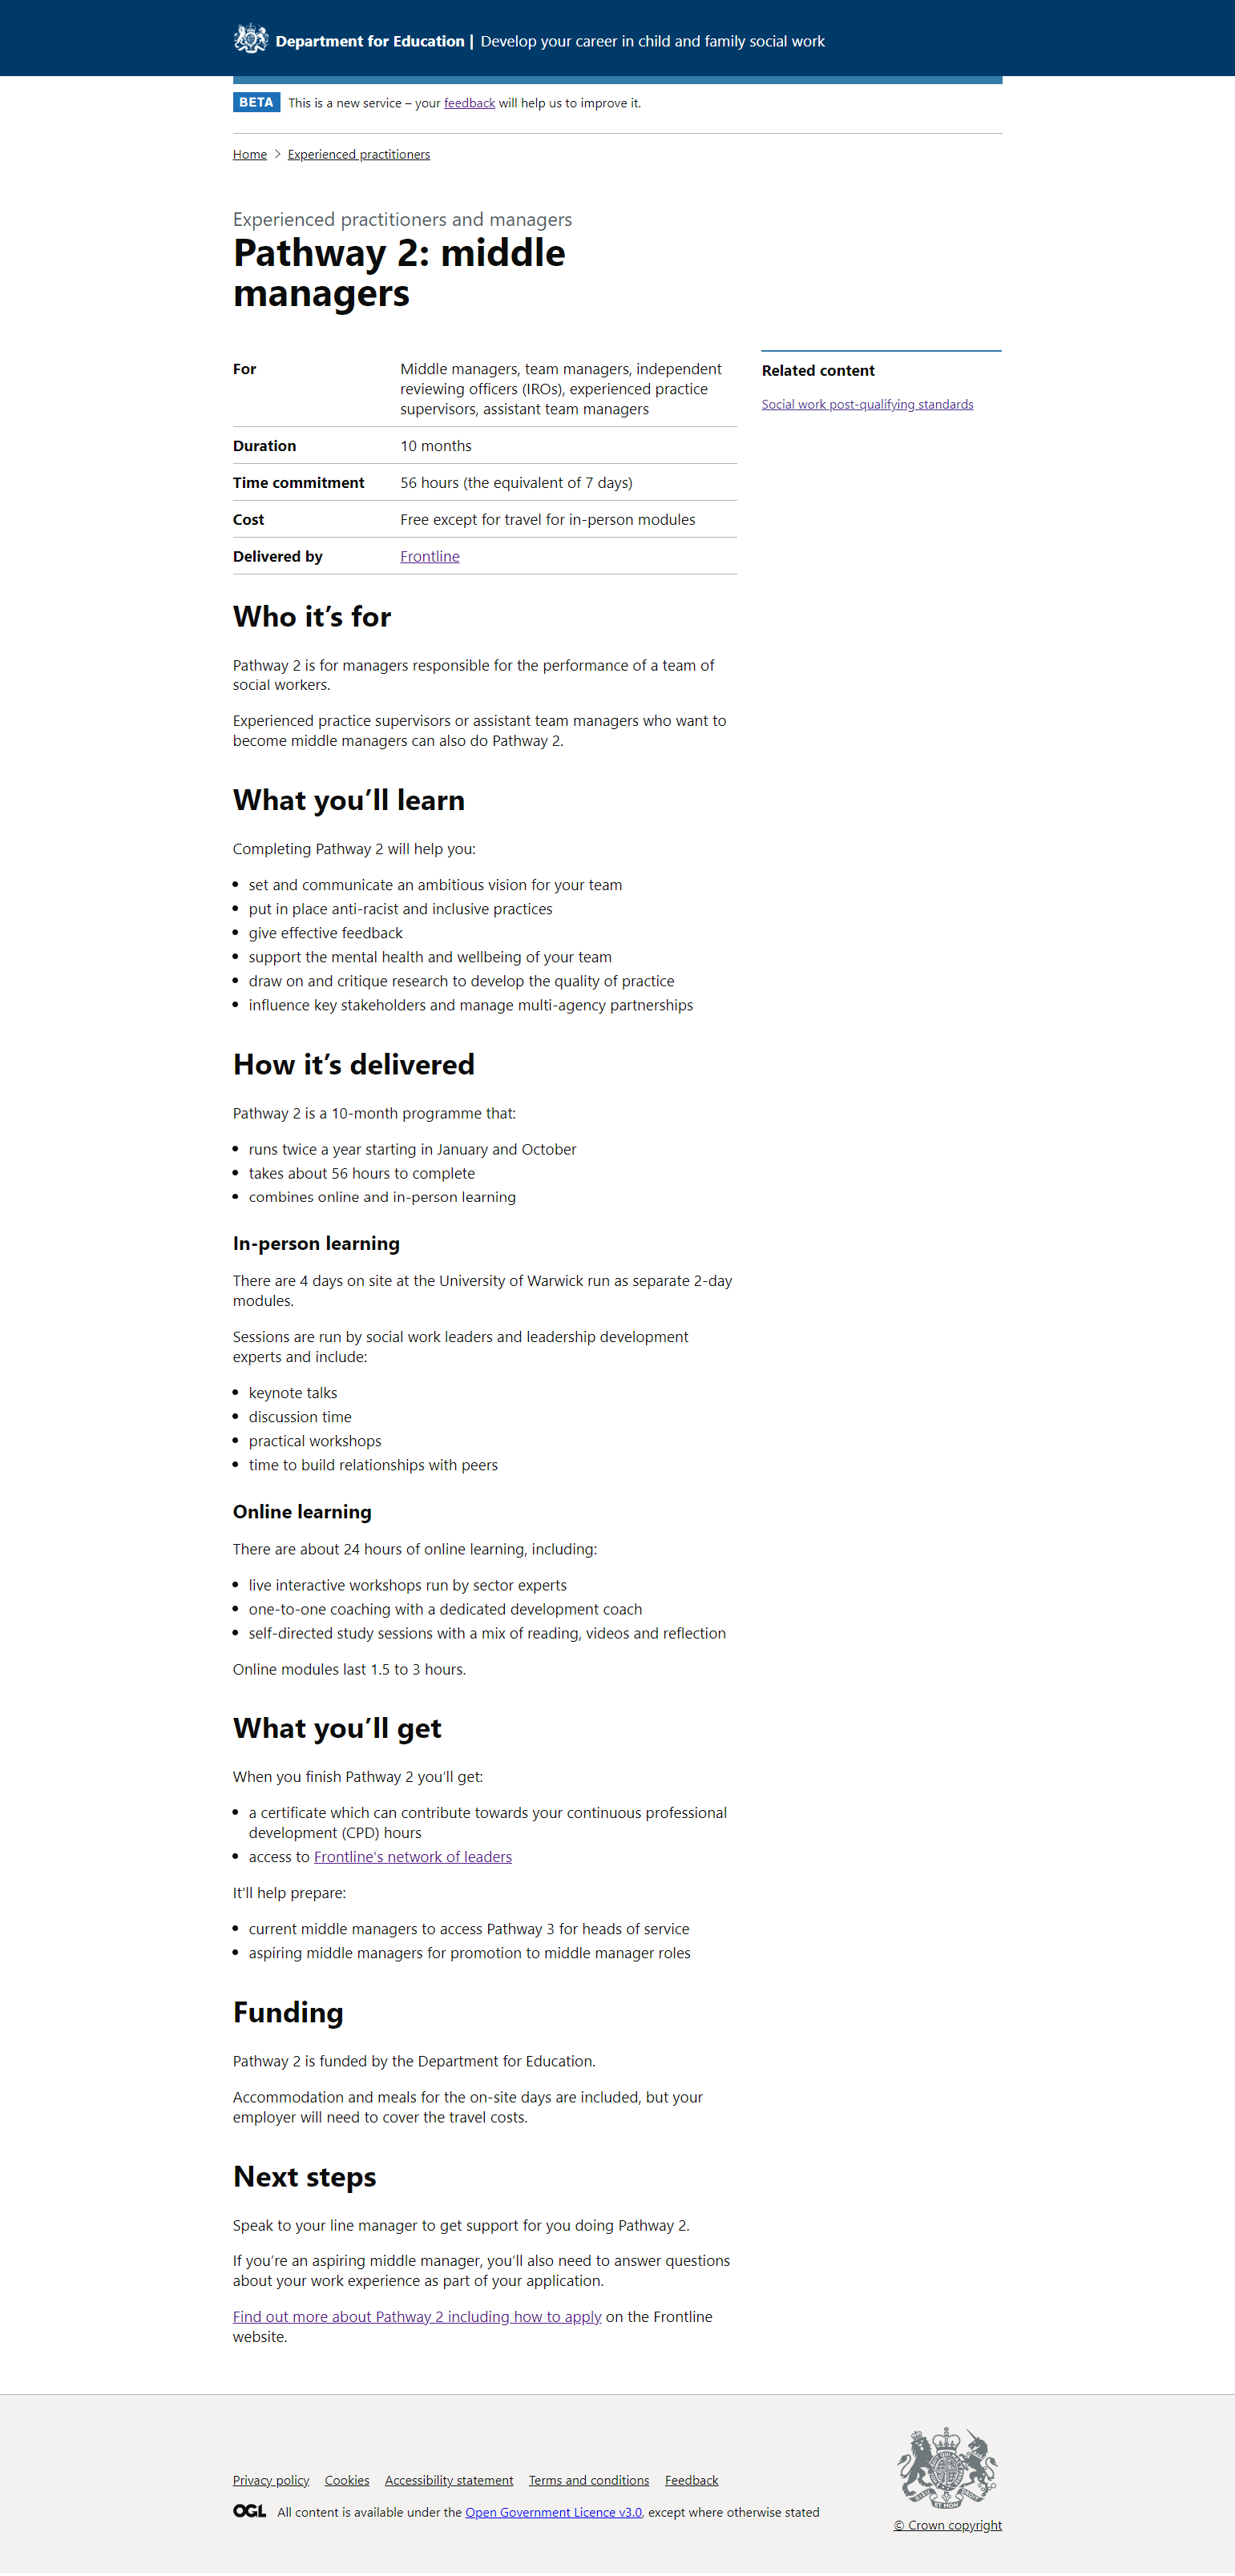 Department for Education | Develop your career in child and family social work
BETA This is a new service – your feedback will help us to improve it.
Home > Experienced practitioners
Experienced practitioners and managers
Pathway 2: middle
managers
For Middle managers, team managers, independent
reviewing officers (IROs), experienced practice
supervisors, assistant team managers
Duration 10 months
Time commitment 56 hours (the equivalent of 7 days)
Cost Free except for travel for in-person modules
Delivered by Frontline
Related content
Social work post-qualifying standards
Who it’s for
Pathway 2 is for managers responsible for the performance of a team of
social workers.
Experienced practice supervisors or assistant team managers who want to
become middle managers can also do Pathway 2.
What you’ll learn
Completing Pathway 2 will help you:
• set and communicate an ambitious vision for your team
• put in place anti-racist and inclusive practices
• give effective feedback
• support the mental health and wellbeing of your team
• draw on and critique research to develop the quality of practice
• influence key stakeholders and manage multi-agency partnerships
How it’s delivered
Pathway 2 is a 10-month programme that:
• runs twice a year starting in January and October
• takes about 56 hours to complete
• combines online and in-person learning
In-person learning
There are 4 days on site at the University of Warwick run as separate 2-day
modules.
Sessions are run by social work leaders and leadership development
experts and include:
• keynote talks
• discussion time
• practical workshops
• time to build relationships with peers
Online learning
There are about 24 hours of online learning, including:
• live interactive workshops run by sector experts
• one-to-one coaching with a dedicated development coach
• self-directed study sessions with a mix of reading, videos and reflection
Online modules last 1.5 to 3 hours.
What you’ll get
When you finish Pathway 2 you’ll get:
• a certificate which can contribute towards your continuous professional
development (CPD) hours
• access to Frontline's network of leaders
It'll help prepare:
• current middle managers to access Pathway 3 for heads of service
• aspiring middle managers for promotion to middle manager roles
Funding
Pathway 2 is funded by the Department for Education.
Accommodation and meals for the on-site days are included, but your
employer will need to cover the travel costs.
Next steps
Speak to your line manager to get support for you doing Pathway 2.
If you’re an aspiring middle manager, you’ll also need to answer questions
about your work experience as part of your application.
Find out more about Pathway 2 including how to apply on the Frontline
website.
Privacy policy Cookies Accessibility statement Terms and conditions Feedback
OGL All content is available under the Open Government Licence v3.0, except where otherwise stated
© Crown copyright